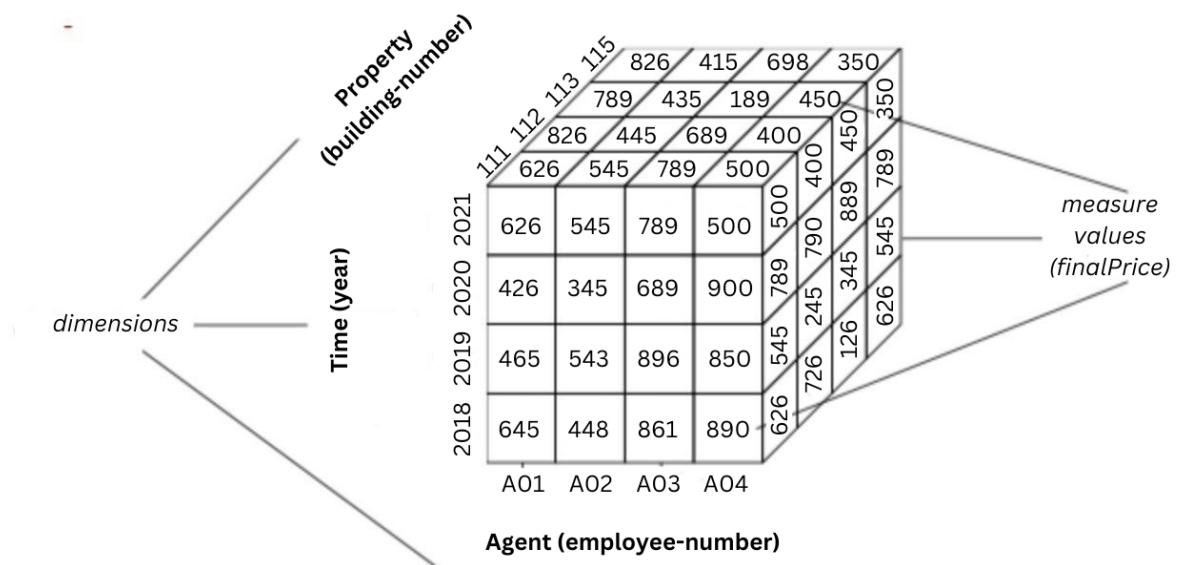 Property
(building-number)
111 112 113 115
826 415 698 350
789 435 189 450
826 445 689 400
626 545 789 500
2021 626 545 789 500
2020 426 345 689 900
2019 465 543 896 850
2018 645 448 861 890
500 789 545 626
400 790 245 726
450 889 345 126
350 789 545 626
A01 A02 A03 A04
Time (year)
dimensions
Agent (employee-number)
measure
values
(finalPrice)